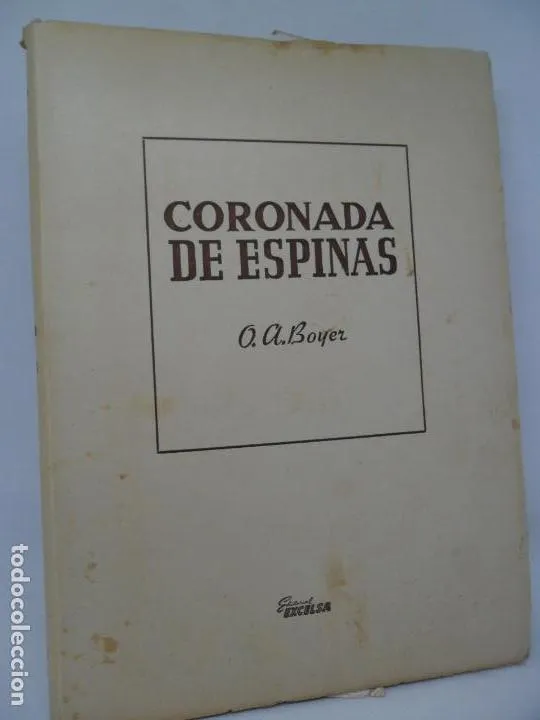 CORONADA
DE ESPINAS
O. A. Boyer
Editorial
EXCELSA
todocoleccion